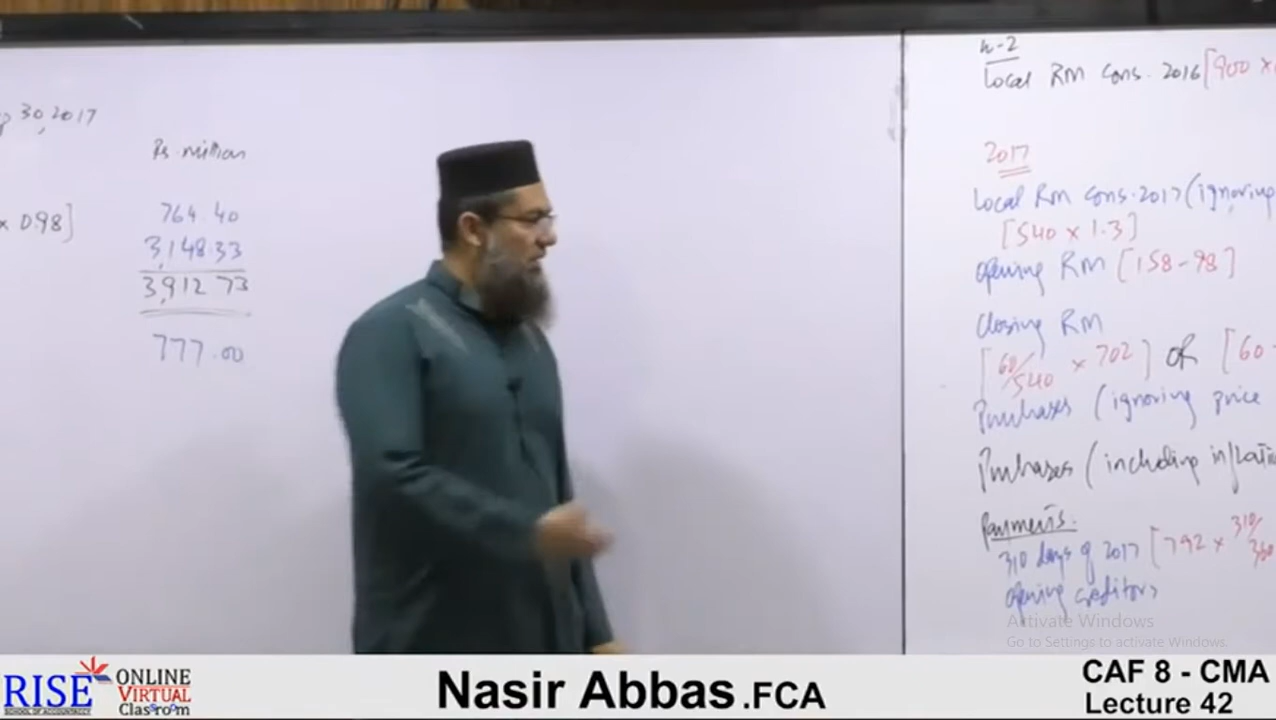 30, 2017
Rs. million
× 0.98]
764.40
3,148.33
3,912.73
777.00
W-2
Local RM cons. 2016 [900 ×
2017
Local RM cons. 2017 (ignoring
[540 × 1.3]
opening RM [158-98]
Closing RM
[60/540 × 702] or [60
Purchases (ignoring price
Purchases (including inflati
Payments.
310 days of 2017 [792 × 310/360
opening creditors
Activate Windows
Go to Settings to activate Windows.
RISE
SCHOOL OF ACCOUNTANCY
ONLINE
VIRTUAL
Classroom
Nasir Abbas .FCA
CAF 8 - CMA
Lecture 42